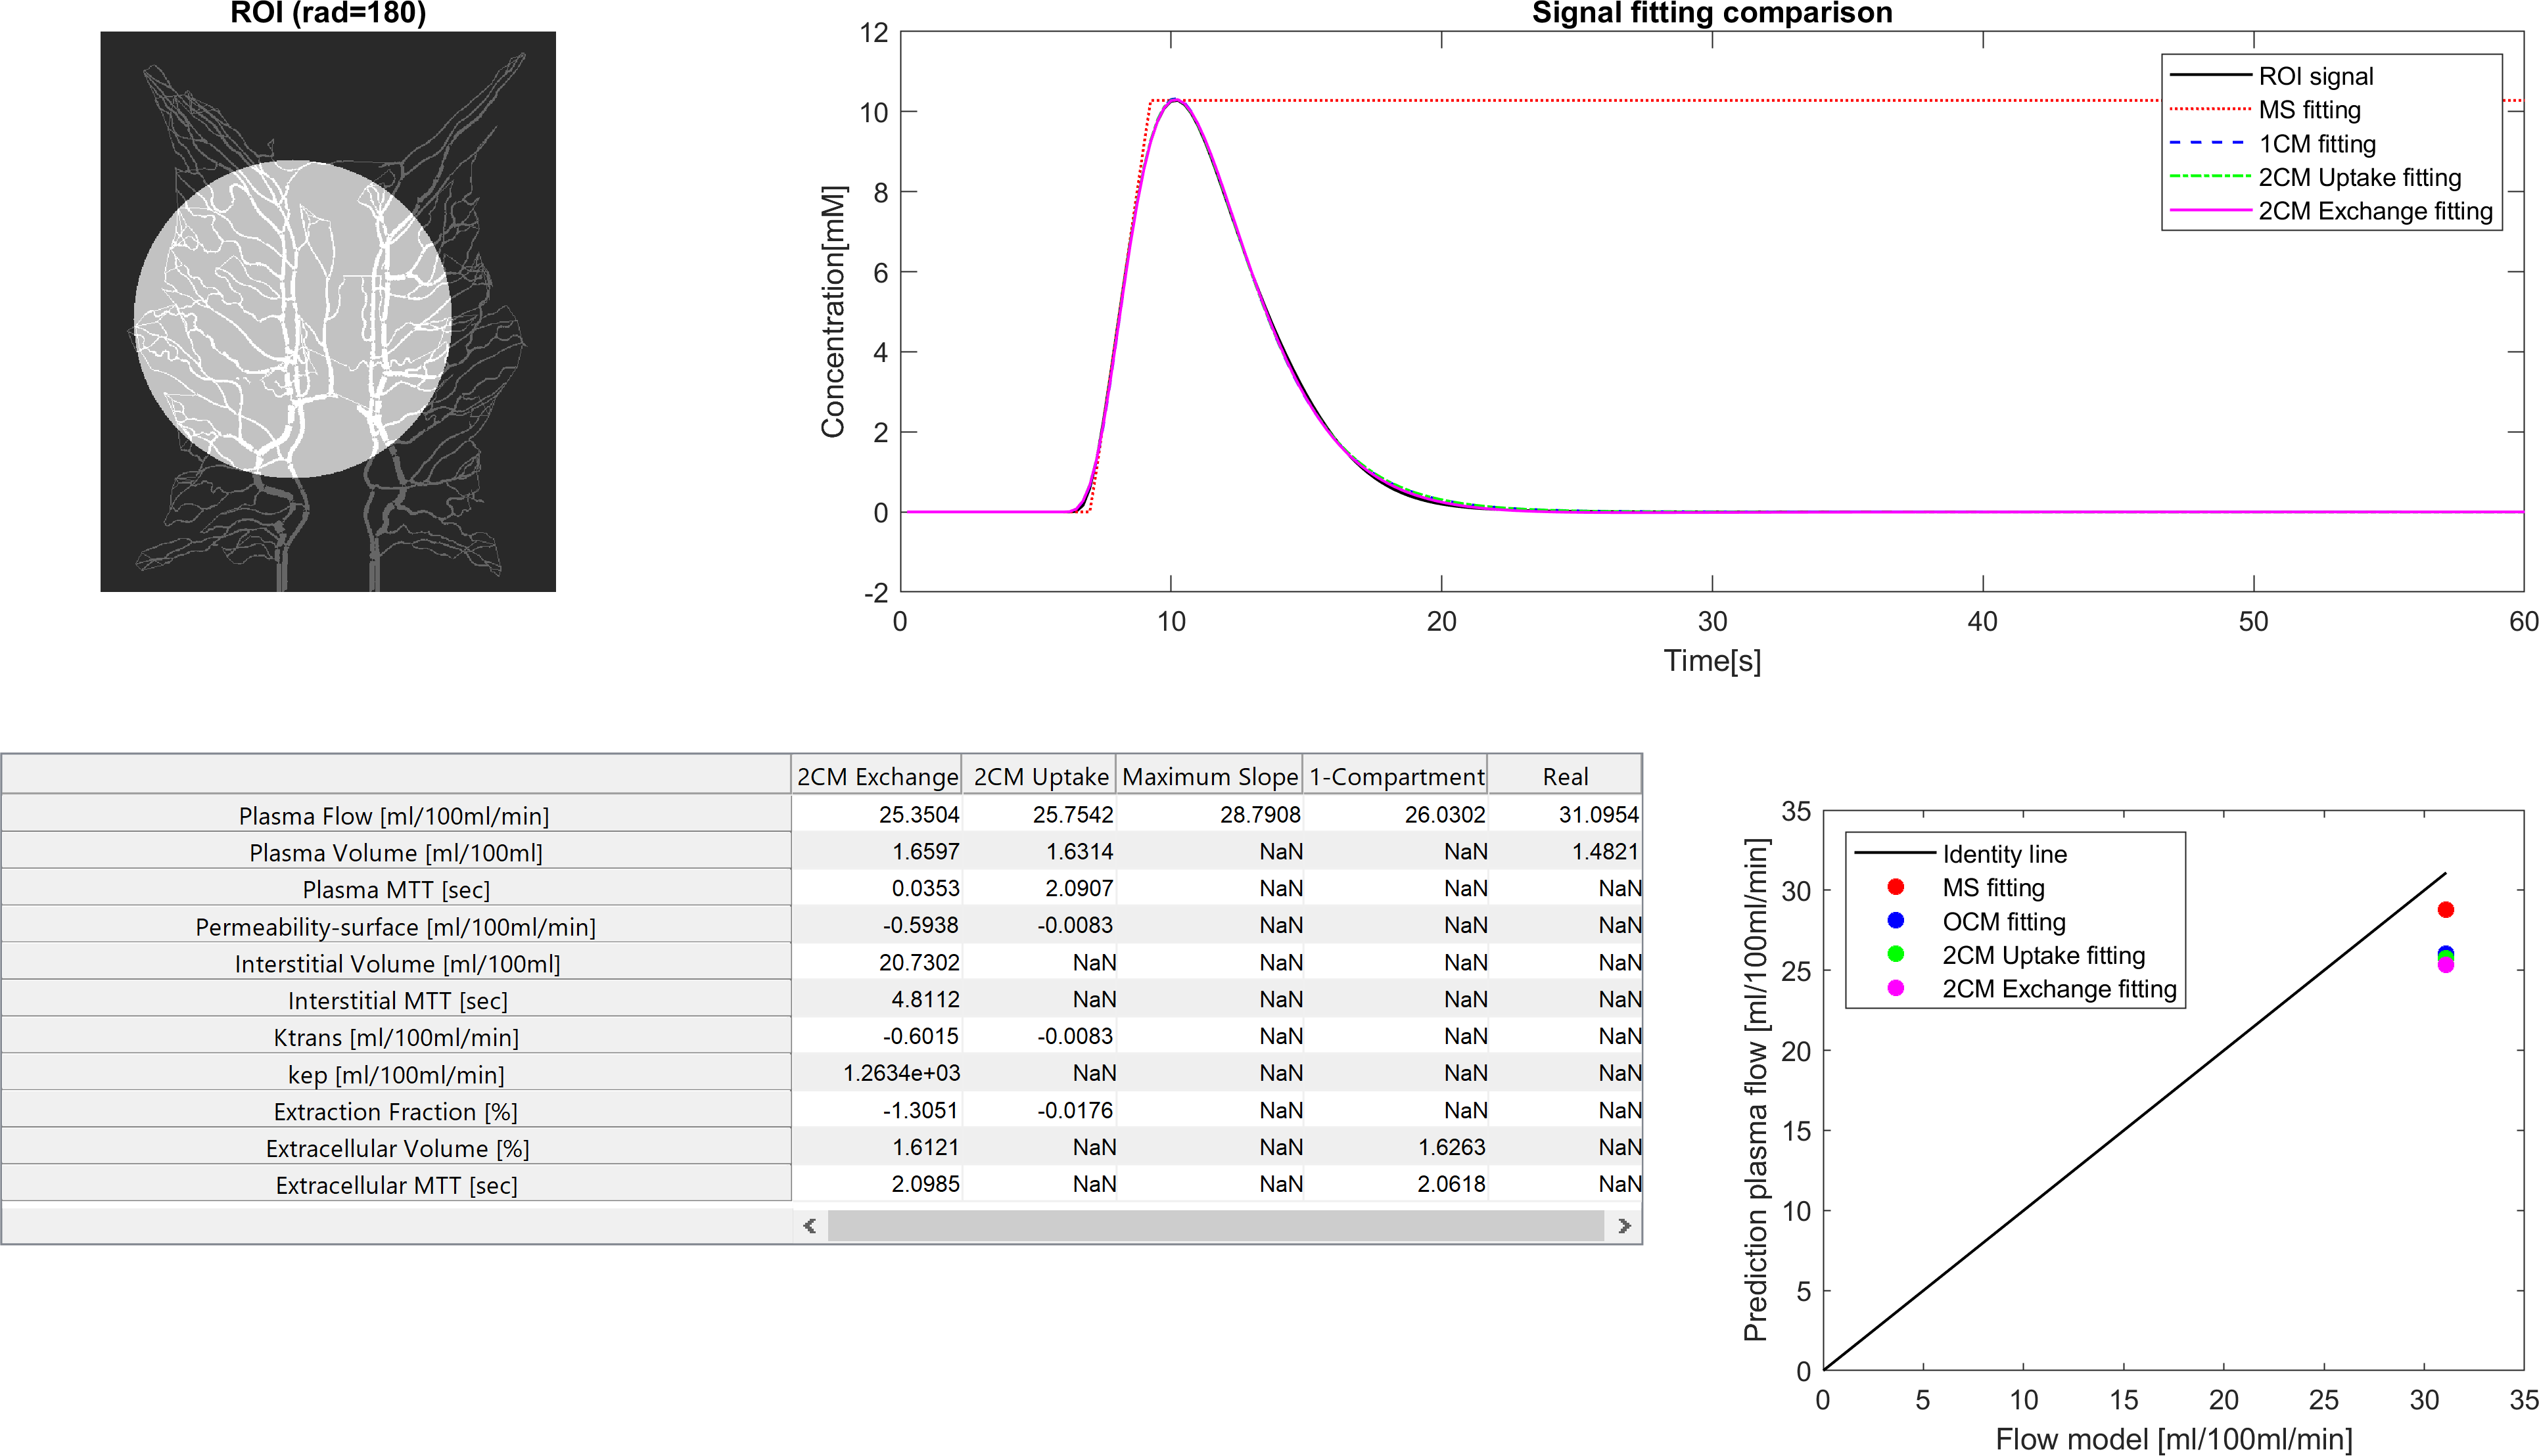 ROI (rad=180)
Signal fitting comparison
12
10
8
6
4
2
0
-2
Concentration[mM]
0 10 20 30 40 50 60
Time[s]
ROI signal
MS fitting
1CM fitting
2CM Uptake fitting
2CM Exchange fitting
2CM Exchange 2CM Uptake Maximum Slope 1-Compartment Real
Plasma Flow [ml/100ml/min] 25.3504 25.7542 28.7908 26.0302 31.0954
Plasma Volume [ml/100ml] 1.6597 1.6314 NaN NaN 1.4821
Plasma MTT [sec] 0.0353 2.0907 NaN NaN NaN
Permeability-surface [ml/100ml/min] -0.5938 -0.0083 NaN NaN NaN
Interstitial Volume [ml/100ml] 20.7302 NaN NaN NaN NaN
Interstitial MTT [sec] 4.8112 NaN NaN NaN NaN
Ktrans [ml/100ml/min] -0.6015 -0.0083 NaN NaN NaN
kep [ml/100ml/min] 1.2634e+03 NaN NaN NaN NaN
Extraction Fraction [%] -1.3051 -0.0176 NaN NaN NaN
Extracellular Volume [%] 1.6121 NaN NaN 1.6263 NaN
Extracellular MTT [sec] 2.0985 NaN NaN 2.0618 NaN
35
30
25
20
15
10
5
0
Prediction plasma flow [ml/100ml/min]
Identity line
MS fitting
OCM fitting
2CM Uptake fitting
2CM Exchange fitting
0 5 10 15 20 25 30 35
Flow model [ml/100ml/min]